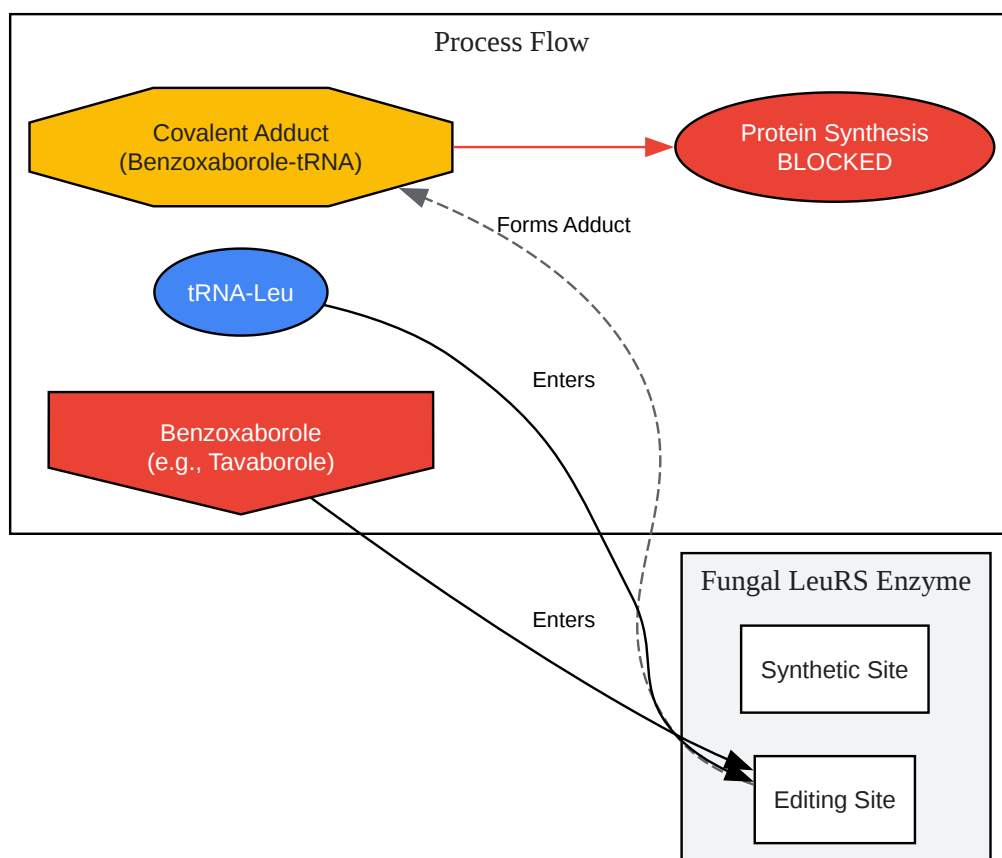 Process Flow
Covalent Adduct
(Benzoxaborole-tRNA)
Protein Synthesis
BLOCKED
Forms Adduct
tRNA-Leu
Enters
Benzoxaborole
(e.g., Tavaborole)
Fungal LeuRS Enzyme
Enters
Synthetic Site
Editing Site